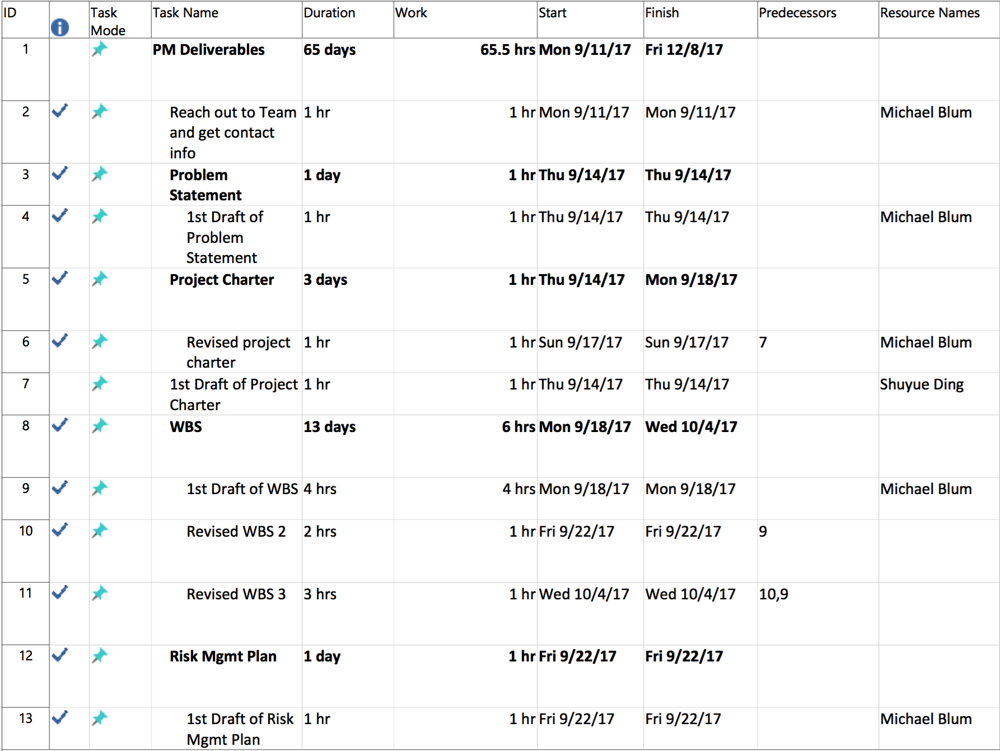 ID Task Mode Task Name Duration Work Start Finish Predecessors Resource Names
1 PM Deliverables 65 days 65.5 hrs Mon 9/11/17 Fri 12/8/17
2 Reach out to Team and get contact info 1 hr 1 hr Mon 9/11/17 Mon 9/11/17 Michael Blum
3 Problem Statement 1 day 1 hr Thu 9/14/17 Thu 9/14/17
4 1st Draft of Problem Statement 1 hr 1 hr Thu 9/14/17 Thu 9/14/17 Michael Blum
5 Project Charter 3 days 1 hr Thu 9/14/17 Mon 9/18/17
6 Revised project charter 1 hr 1 hr Sun 9/17/17 Sun 9/17/17 7 Michael Blum
7 1st Draft of Project Charter 1 hr 1 hr Thu 9/14/17 Thu 9/14/17 Shuyue Ding
8 WBS 13 days 6 hrs Mon 9/18/17 Wed 10/4/17
9 1st Draft of WBS 4 hrs 4 hrs Mon 9/18/17 Mon 9/18/17 Michael Blum
10 Revised WBS 2 2 hrs 1 hr Fri 9/22/17 Fri 9/22/17 9
11 Revised WBS 3 3 hrs 1 hr Wed 10/4/17 Wed 10/4/17 10,9
12 Risk Mgmt Plan 1 day 1 hr Fri 9/22/17 Fri 9/22/17
13 1st Draft of Risk Mgmt Plan 1 hr 1 hr Fri 9/22/17 Fri 9/22/17 Michael Blum